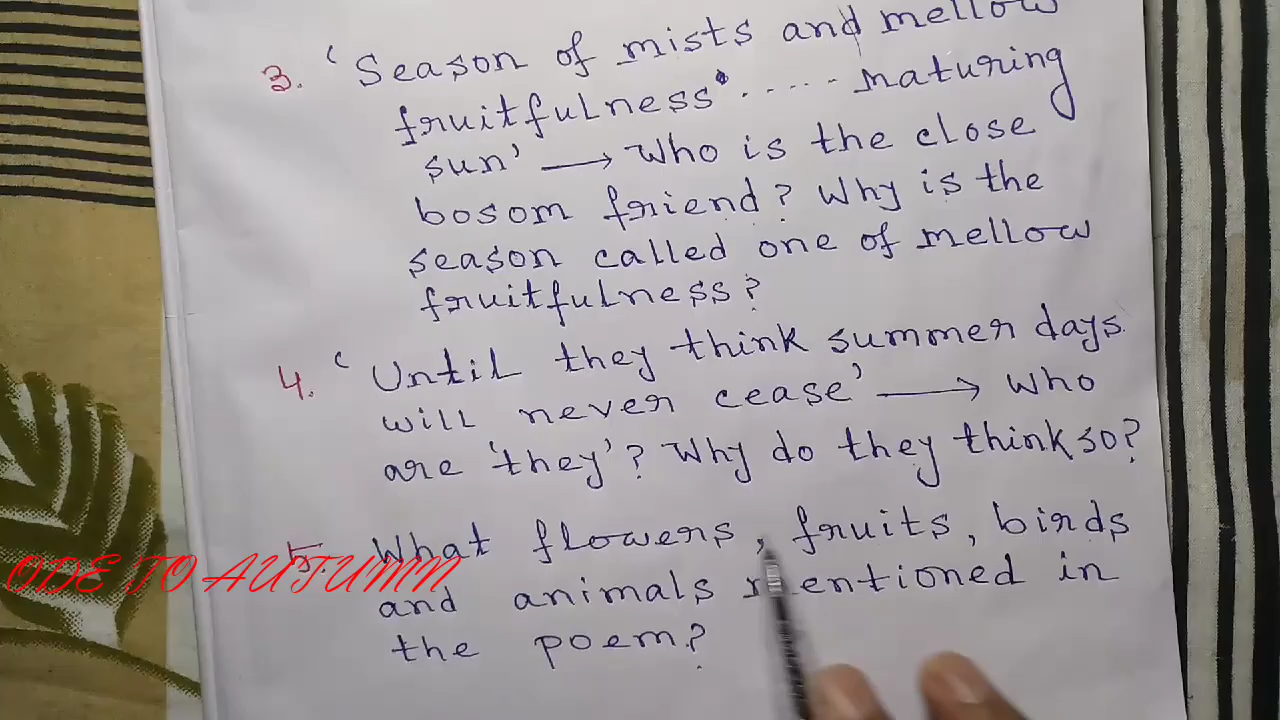 3. 'Season of mists and mellow
fruitfulness ..... maturing
sun' → Who is the close
bosom friend? Why is the
season called one of mellow
fruitfulness?
4. 'Until they think summer days
will never cease' → Who
are 'they'? Why do they think so?
5. What flowers, fruits, birds
and animals mentioned in
the poem?
ODE TO AUTUMN